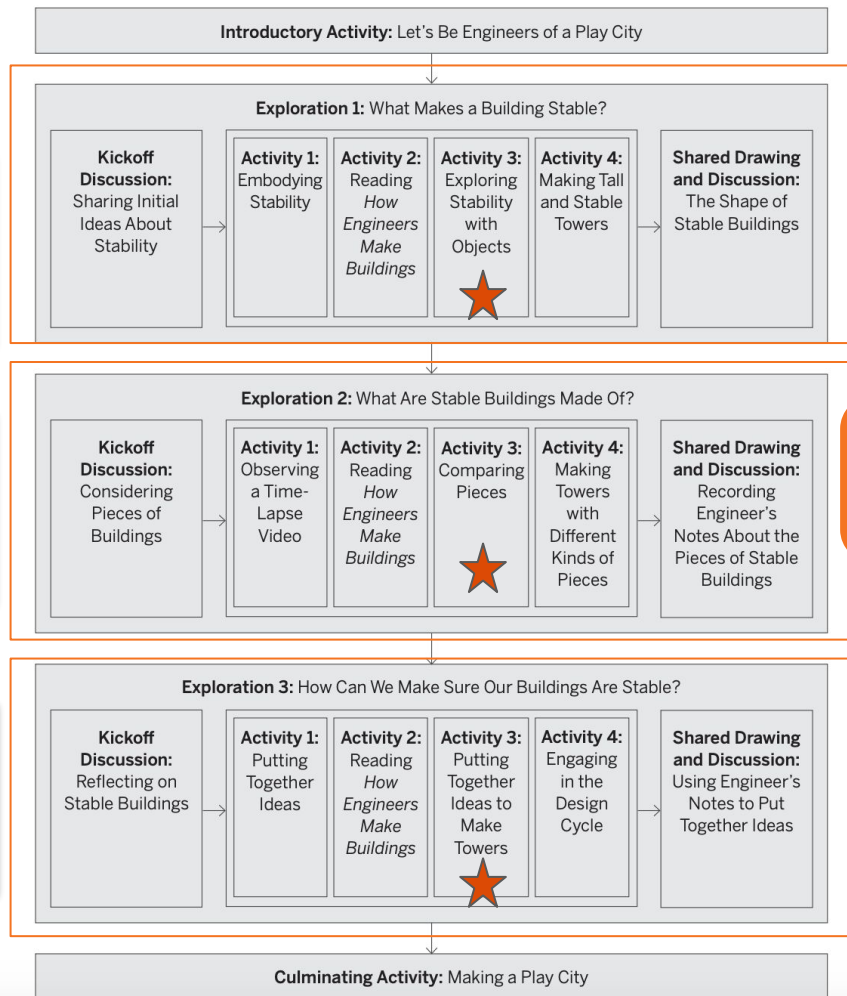 Introductory Activity: Let's Be Engineers of a Play City
Exploration 1: What Makes a Building Stable?
Kickoff
Discussion:
Sharing Initial
Ideas About
Stability
Activity 1:
Embodying
Stability
Activity 2:
Reading
How
Engineers
Make
Buildings
Activity 3:
Exploring
Stability
with
Objects
Activity 4:
Making Tall
and Stable
Towers
Shared Drawing
and Discussion:
The Shape of
Stable Buildings
Exploration 2: What Are Stable Buildings Made Of?
Kickoff
Discussion:
Considering
Pieces of
Buildings
Activity 1:
Observing
a Time-
Lapse
Video
Activity 2:
Reading
How
Engineers
Make
Buildings
Activity 3:
Comparing
Pieces
Activity 4:
Making
Towers
with
Different
Kinds of
Pieces
Shared Drawing
and Discussion:
Recording
Engineer's
Notes About the
Pieces of Stable
Buildings
Exploration 3: How Can We Make Sure Our Buildings Are Stable?
Kickoff
Discussion:
Reflecting on
Stable Buildings
Activity 1:
Putting
Together
Ideas
Activity 2:
Reading
How
Engineers
Make
Buildings
Activity 3:
Putting
Together
Ideas to
Make
Towers
Activity 4:
Engaging
in the
Design
Cycle
Shared Drawing
and Discussion:
Using Engineer's
Notes to Put
Together Ideas
Culminating Activity: Making a Play City